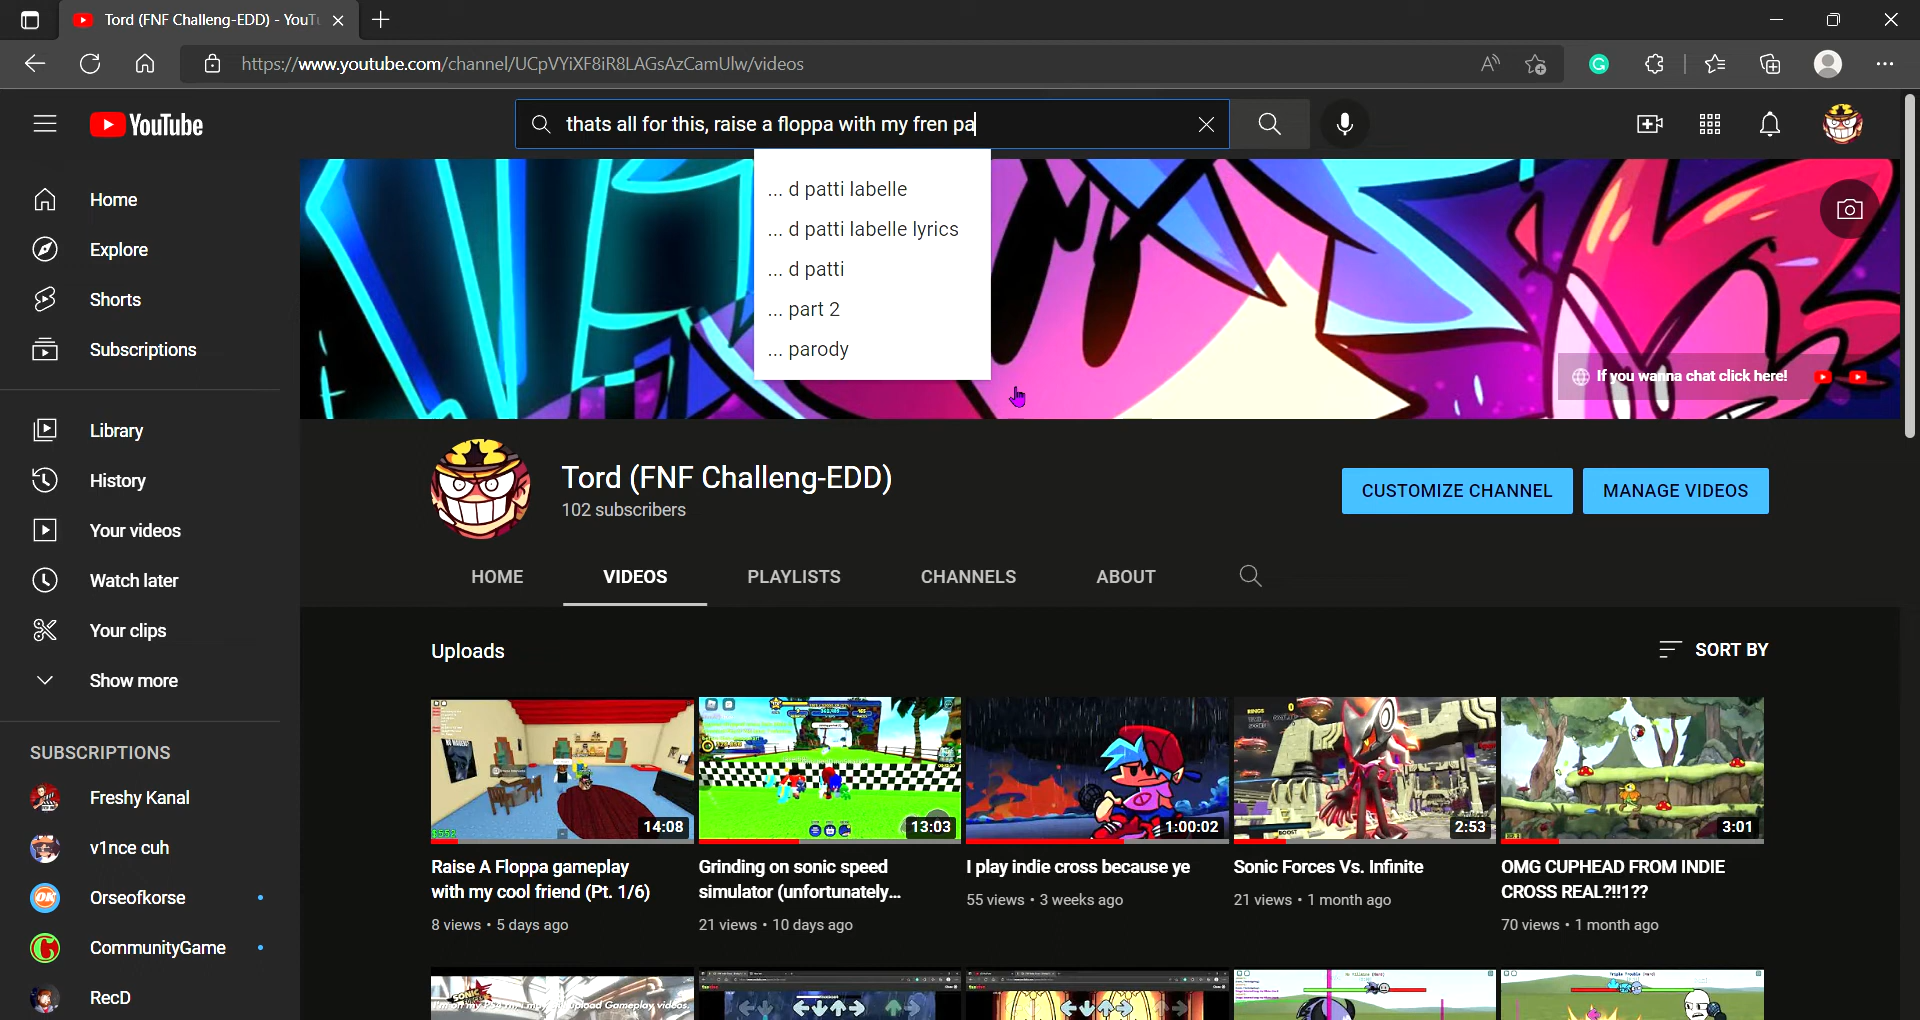 Tord (FNF Challeng-EDD) - YouT
https://www.youtube.com/channel/UCpVYiXF8iR8LAGsAzCamUlw/videos
YouTube
thats all for this, raise a floppa with my fren pa
... d patti labelle
... d patti labelle lyrics
... d patti
... part 2
... parody
Home
Explore
Shorts
Subscriptions
Library
History
Your videos
Watch later
Your clips
Show more
SUBSCRIPTIONS
Freshy Kanal
v1nce cuh
Orseofkorse
CommunityGame
RecD
If you wanna chat click here!
Tord (FNF Challeng-EDD)
102 subscribers
CUSTOMIZE CHANNEL
MANAGE VIDEOS
HOME VIDEOS PLAYLISTS CHANNELS ABOUT
Uploads
SORT BY
14:08
Raise A Floppa gameplay
with my cool friend (Pt. 1/6)
8 views • 5 days ago
13:03
Grinding on sonic speed
simulator (unfortunately...
21 views • 10 days ago
1:00:02
I play indie cross because ye
55 views • 3 weeks ago
2:53
Sonic Forces Vs. Infinite
21 views • 1 month ago
3:01
OMG CUPHEAD FROM INDIE
CROSS REAL?!!1??
70 views • 1 month ago